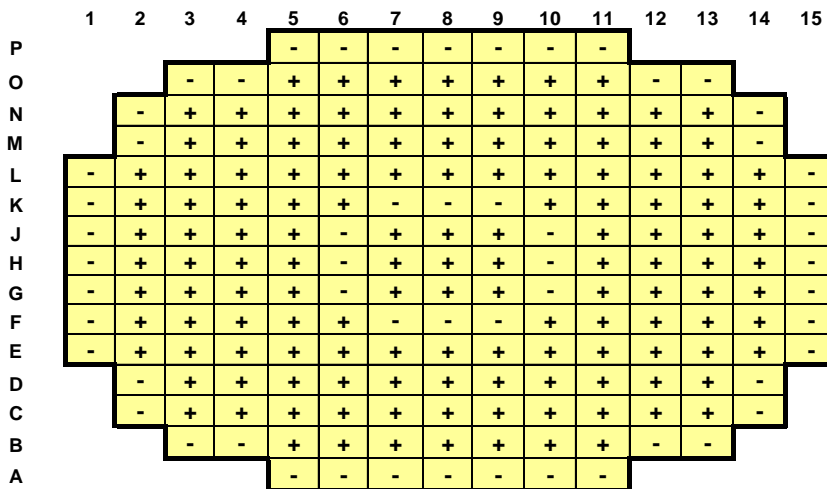 1 2 3 4 5 6 7 8 9 10 11 12 13 14 15
P - - - - - - -
O - - + + + + + + + - -
N - + + + + + + + + + + + -
M - + + + + + + + + + + + -
L - + + + + + + + + + + + + + -
K - + + + + + - - - + + + + + -
J - + + + + - + + + - + + + + -
H - + + + + - + + + - + + + + -
G - + + + + - + + + - + + + + -
F - + + + + + - - - + + + + + -
E - + + + + + + + + + + + + + -
D - + + + + + + + + + + + -
C - + + + + + + + + + + + -
B - - + + + + + + + - -
A - - - - - - -